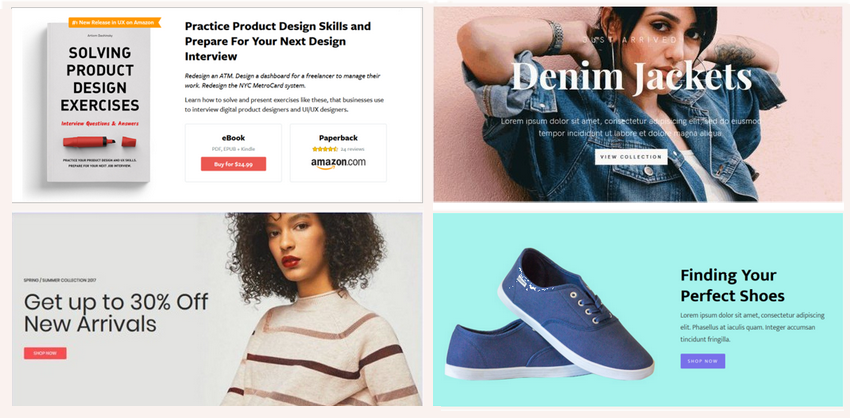 #1 New Release in UX on Amazon
Artiom Dashinsky
SOLVING
PRODUCT
DESIGN
EXERCISES
Interview Questions & Answers
PRACTICE YOUR PRODUCT DESIGN AND UX SKILLS
PREPARE FOR YOUR NEXT JOB INTERVIEW.
Practice Product Design Skills and
Prepare For Your Next Design
Interview
Redesign an ATM. Design a dashboard for a freelancer to manage their
work. Redesign the NYC MetroCard system.
Learn how to solve and present exercises like these, that businesses use
to interview digital product designers and UI/UX designers.
eBook
PDF, EPUB + Kindle
Buy for $24.99
Paperback
24 reviews
amazon.com
JUST ARRIVED
Denim Jackets
Lorem ipsum dolor sit amet, consectetur adipiscing elit, sed do eiusmod
tempor incididunt ut labore et dolore magna aliqua.
VIEW COLLECTION
SPRING / SUMMER COLLECTION 2017
Get up to 30% Off
New Arrivals
SHOP NOW
Finding Your
Perfect Shoes
Lorem ipsum dolor sit amet, consectetur adipiscing
elit. Phasellus at iaculis quam. Integer accumsan
tincidunt fringilla.
SHOP NOW